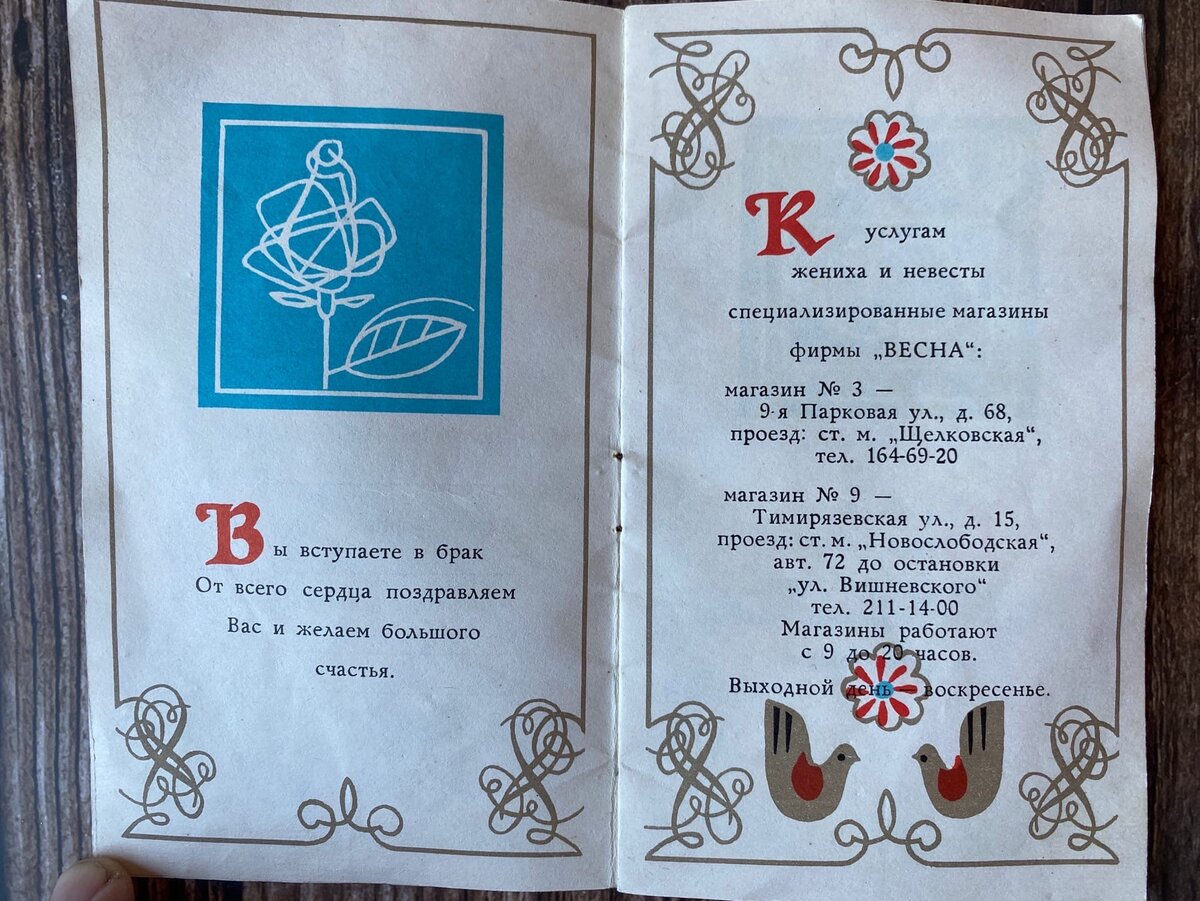 Вы вступаете в брак
От всего сердца поздравляем
Вас и желаем большого
счастья.
К услугам
жениха и невесты
специализированные магазины
фирмы „ВЕСНА“:
магазин № 3 —
9-я Парковая ул., д. 68,
проезд: ст. м. „Щелковская“,
тел. 164-69-20
магазин № 9 —
Тимирязевская ул., д. 15,
проезд: ст. м. „Новослободская“,
авт. 72 до остановки
„ул. Вишневского“
тел. 211-14-00
Магазины работают
с 9 до 20 часов.
Выходной день — воскресенье.